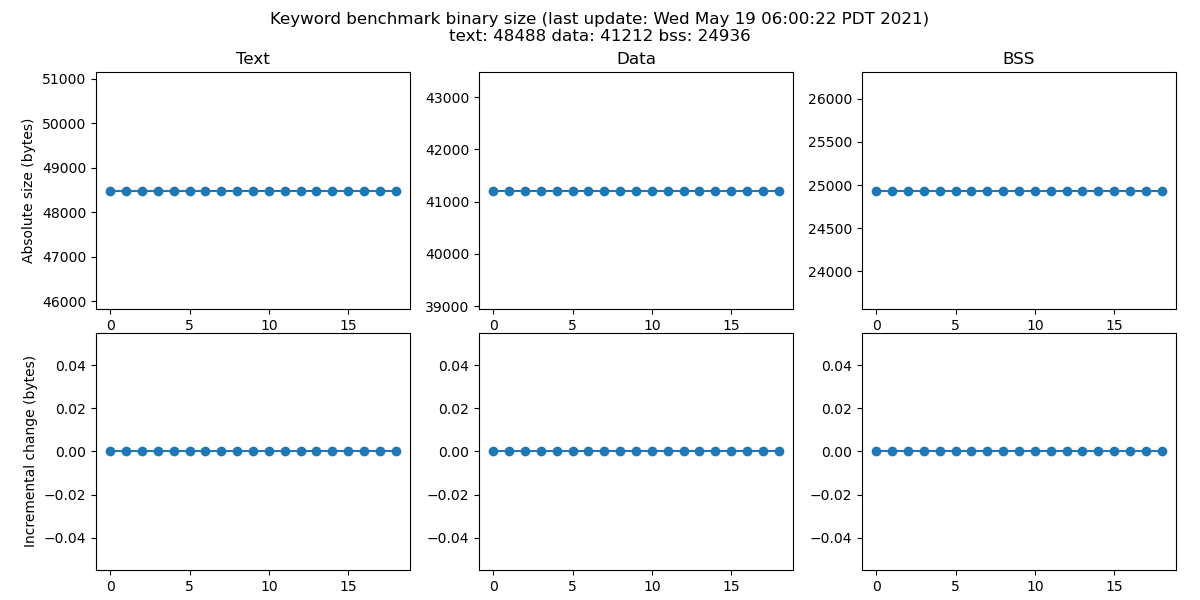 Keyword benchmark binary size (last update: Wed May 19 06:00:22 PDT 2021)
text: 48488 data: 41212 bss: 24936
Text
Data
BSS
Absolute size (bytes)
51000
50000
49000
48000
47000
46000
0 5 10 15
43000
42000
41000
40000
39000
0 5 10 15
26000
25500
25000
24500
24000
0 5 10 15
Incremental change (bytes)
0.04
0.02
0.00
−0.02
−0.04
0 5 10 15
0.04
0.02
0.00
−0.02
−0.04
0 5 10 15
0.04
0.02
0.00
−0.02
−0.04
0 5 10 15